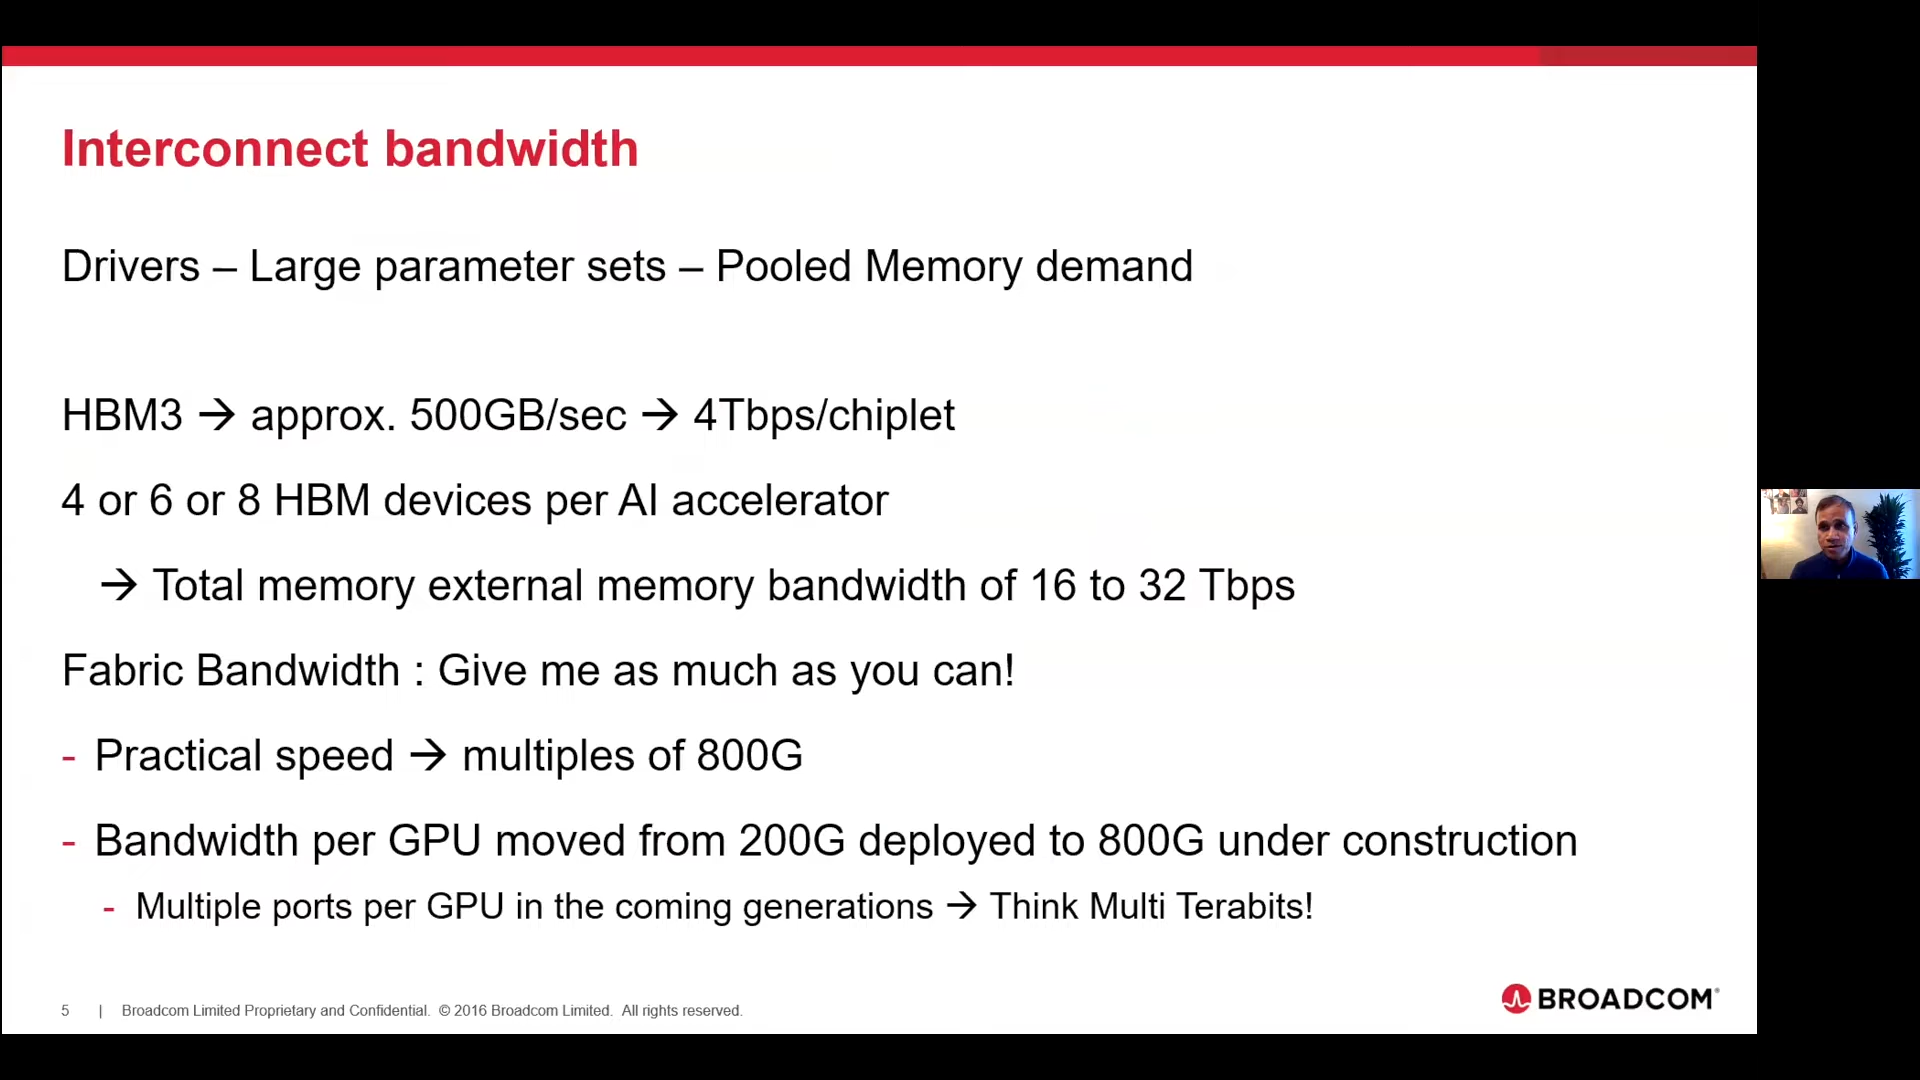 Interconnect bandwidth
Drivers – Large parameter sets – Pooled Memory demand
HBM3 → approx. 500GB/sec → 4Tbps/chiplet
4 or 6 or 8 HBM devices per AI accelerator
→ Total memory external memory bandwidth of 16 to 32 Tbps
Fabric Bandwidth : Give me as much as you can!
- Practical speed → multiples of 800G
- Bandwidth per GPU moved from 200G deployed to 800G under construction
- Multiple ports per GPU in the coming generations → Think Multi Terabits!
5 | Broadcom Limited Proprietary and Confidential. © 2016 Broadcom Limited. All rights reserved.
BROADCOM®